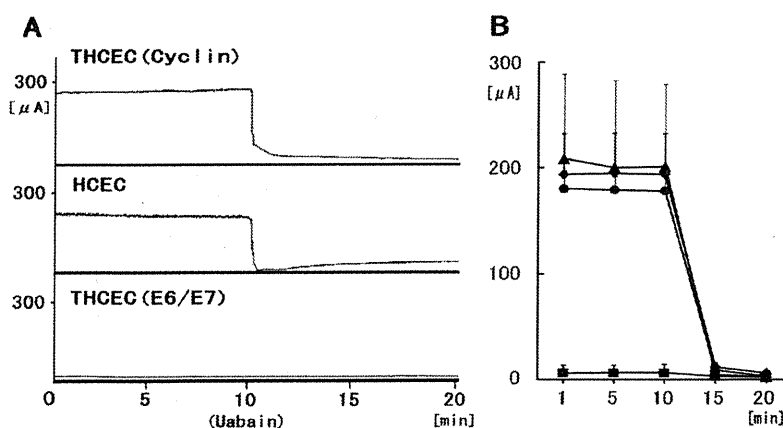 A
THCEC(Cyclin)
300
[μA]
HCEC
300
THCEC(E6/E7)
300
0 5 10 15 20
(Uabain) [min]
B
300
[μA]
200
100
0
1 5 10 15 20
[min]